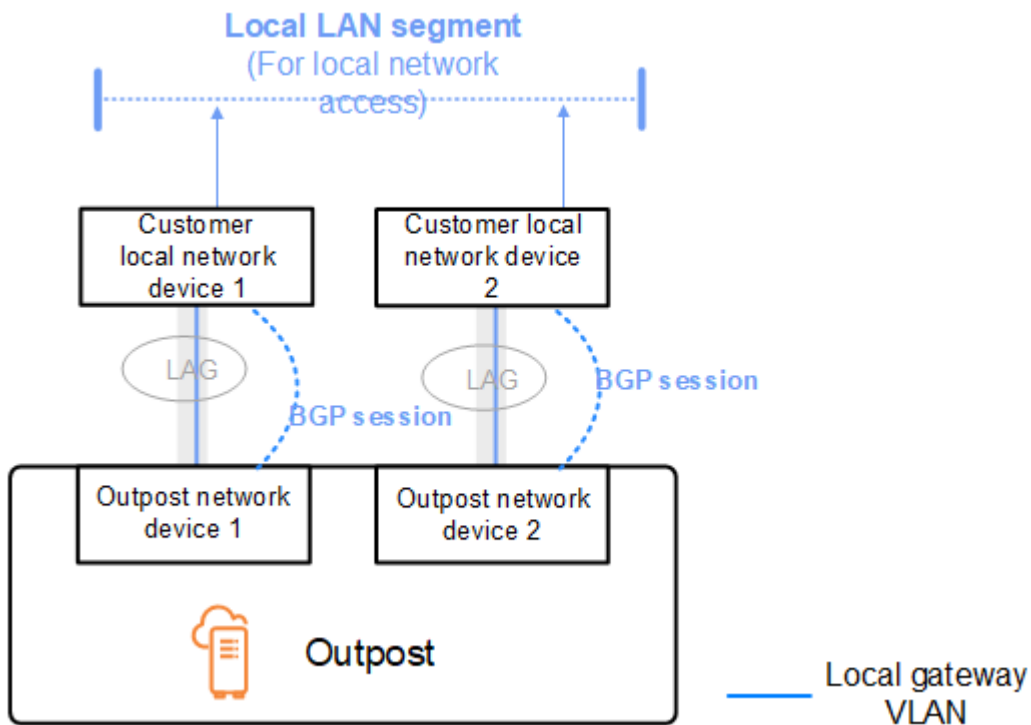 Local LAN segment
(For local network
access)
Customer
local network
device 1
Customer local
network device
2
LAG
LAG
BGP session
BGP session
Outpost network
device 1
Outpost network
device 2
Outpost
Local gateway
VLAN